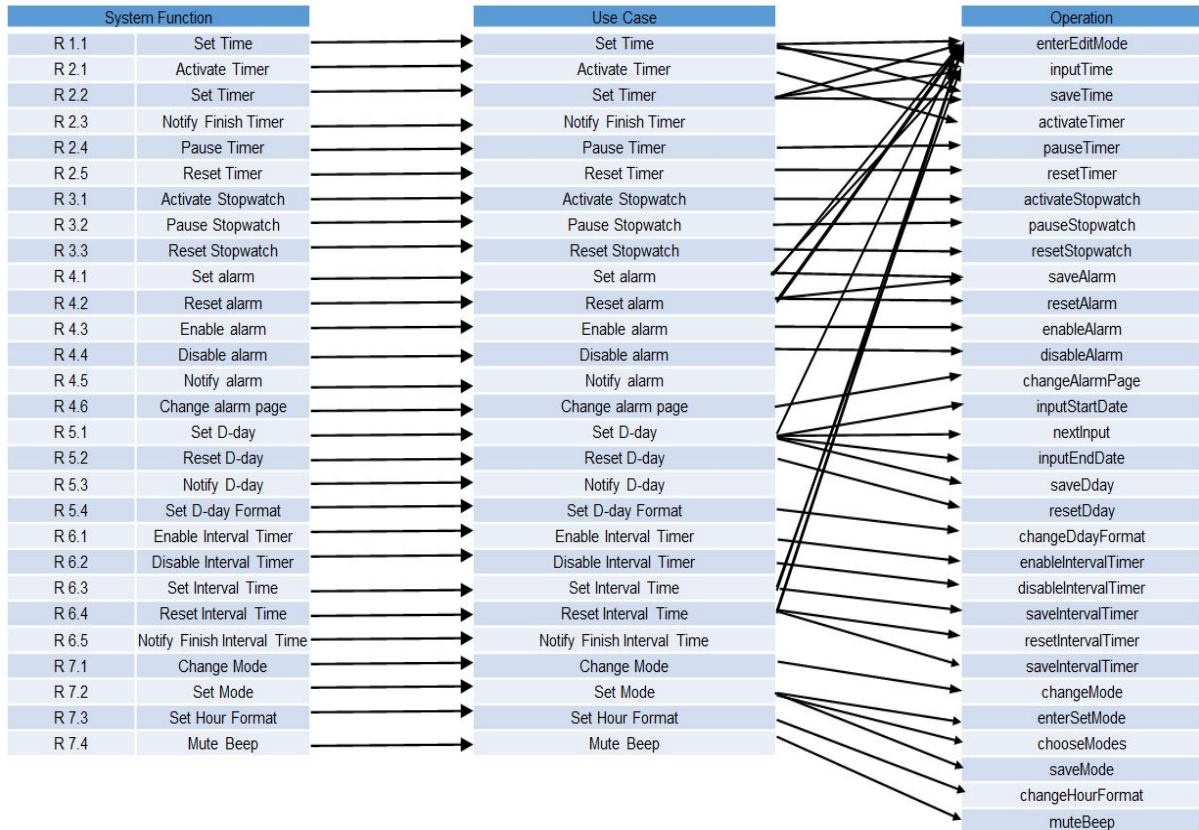 System Function Use Case Operation
R 1.1 Set Time Set Time enterEditMode
R 2.1 Activate Timer Activate Timer inputTime
R 2.2 Set Timer Set Timer saveTime
R 2.3 Notify Finish Timer Notify Finish Timer activateTimer
R 2.4 Pause Timer Pause Timer pauseTimer
R 2.5 Reset Timer Reset Timer resetTimer
R 3.1 Activate Stopwatch Activate Stopwatch activateStopwatch
R 3.2 Pause Stopwatch Pause Stopwatch pauseStopwatch
R 3.3 Reset Stopwatch Reset Stopwatch resetStopwatch
R 4.1 Set alarm Set alarm saveAlarm
R 4.2 Reset alarm Reset alarm resetAlarm
R 4.3 Enable alarm Enable alarm enableAlarm
R 4.4 Disable alarm Disable alarm disableAlarm
R 4.5 Notify alarm Notify alarm changeAlarmPage
R 4.6 Change alarm page Change alarm page inputStartDate
R 5.1 Set D-day Set D-day nextInput
R 5.2 Reset D-day Reset D-day inputEndDate
R 5.3 Notify D-day Notify D-day saveDday
R 5.4 Set D-day Format Set D-day Format resetDday
R 6.1 Enable Interval Timer Enable Interval Timer changeDdayFormat
R 6.2 Disable Interval Timer Disable Interval Timer enableIntervalTimer
R 6.3 Set Interval Time Set Interval Time disableIntervalTimer
R 6.4 Reset Interval Time Reset Interval Time saveIntervalTimer
R 6.5 Notify Finish Interval Time Notify Finish Interval Time resetIntervalTimer
R 7.1 Change Mode Change Mode saveIntervalTimer
R 7.2 Set Mode Set Mode changeMode
R 7.3 Set Hour Format Set Hour Format enterSetMode
R 7.4 Mute Beep Mute Beep chooseModes
saveMode
changeHourFormat
muteBeep